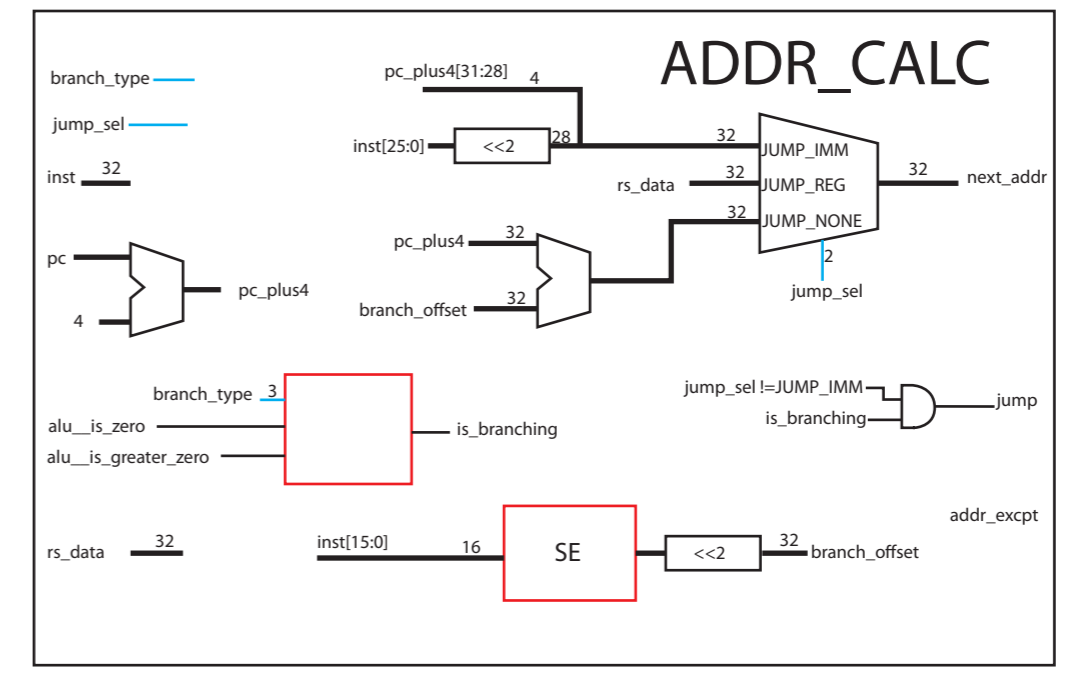 ADDR_CALC
branch_type
jump_sel
inst 32
pc_plus4[31:28] 4
inst[25:0] <<2 28
32 JUMP_IMM
rs_data 32 JUMP_REG
32 JUMP_NONE
32 next_addr
2
jump_sel
pc
4
pc_plus4
pc_plus4 32
branch_offset 32
branch_type 3
alu__is_zero
alu__is_greater_zero
is_branching
jump_sel !=JUMP_IMM
is_branching
jump
addr_excpt
rs_data 32
inst[15:0] 16
SE
<<2
32 branch_offset